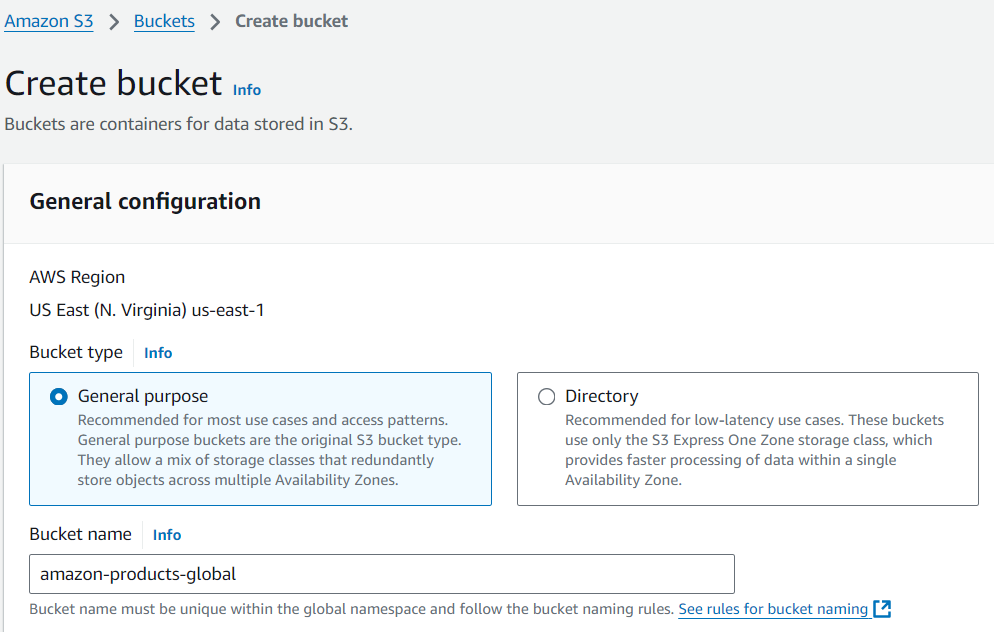 Amazon S3 > Buckets > Create bucket
Create bucket Info
Buckets are containers for data stored in S3.
General configuration
AWS Region
US East (N. Virginia) us-east-1
Bucket type Info
General purpose
Recommended for most use cases and access patterns.
General purpose buckets are the original S3 bucket type.
They allow a mix of storage classes that redundantly
store objects across multiple Availability Zones.
Directory
Recommended for low-latency use cases. These buckets
use only the S3 Express One Zone storage class, which
provides faster processing of data within a single
Availability Zone.
Bucket name Info
amazon-products-global
Bucket name must be unique within the global namespace and follow the bucket naming rules. See rules for bucket naming